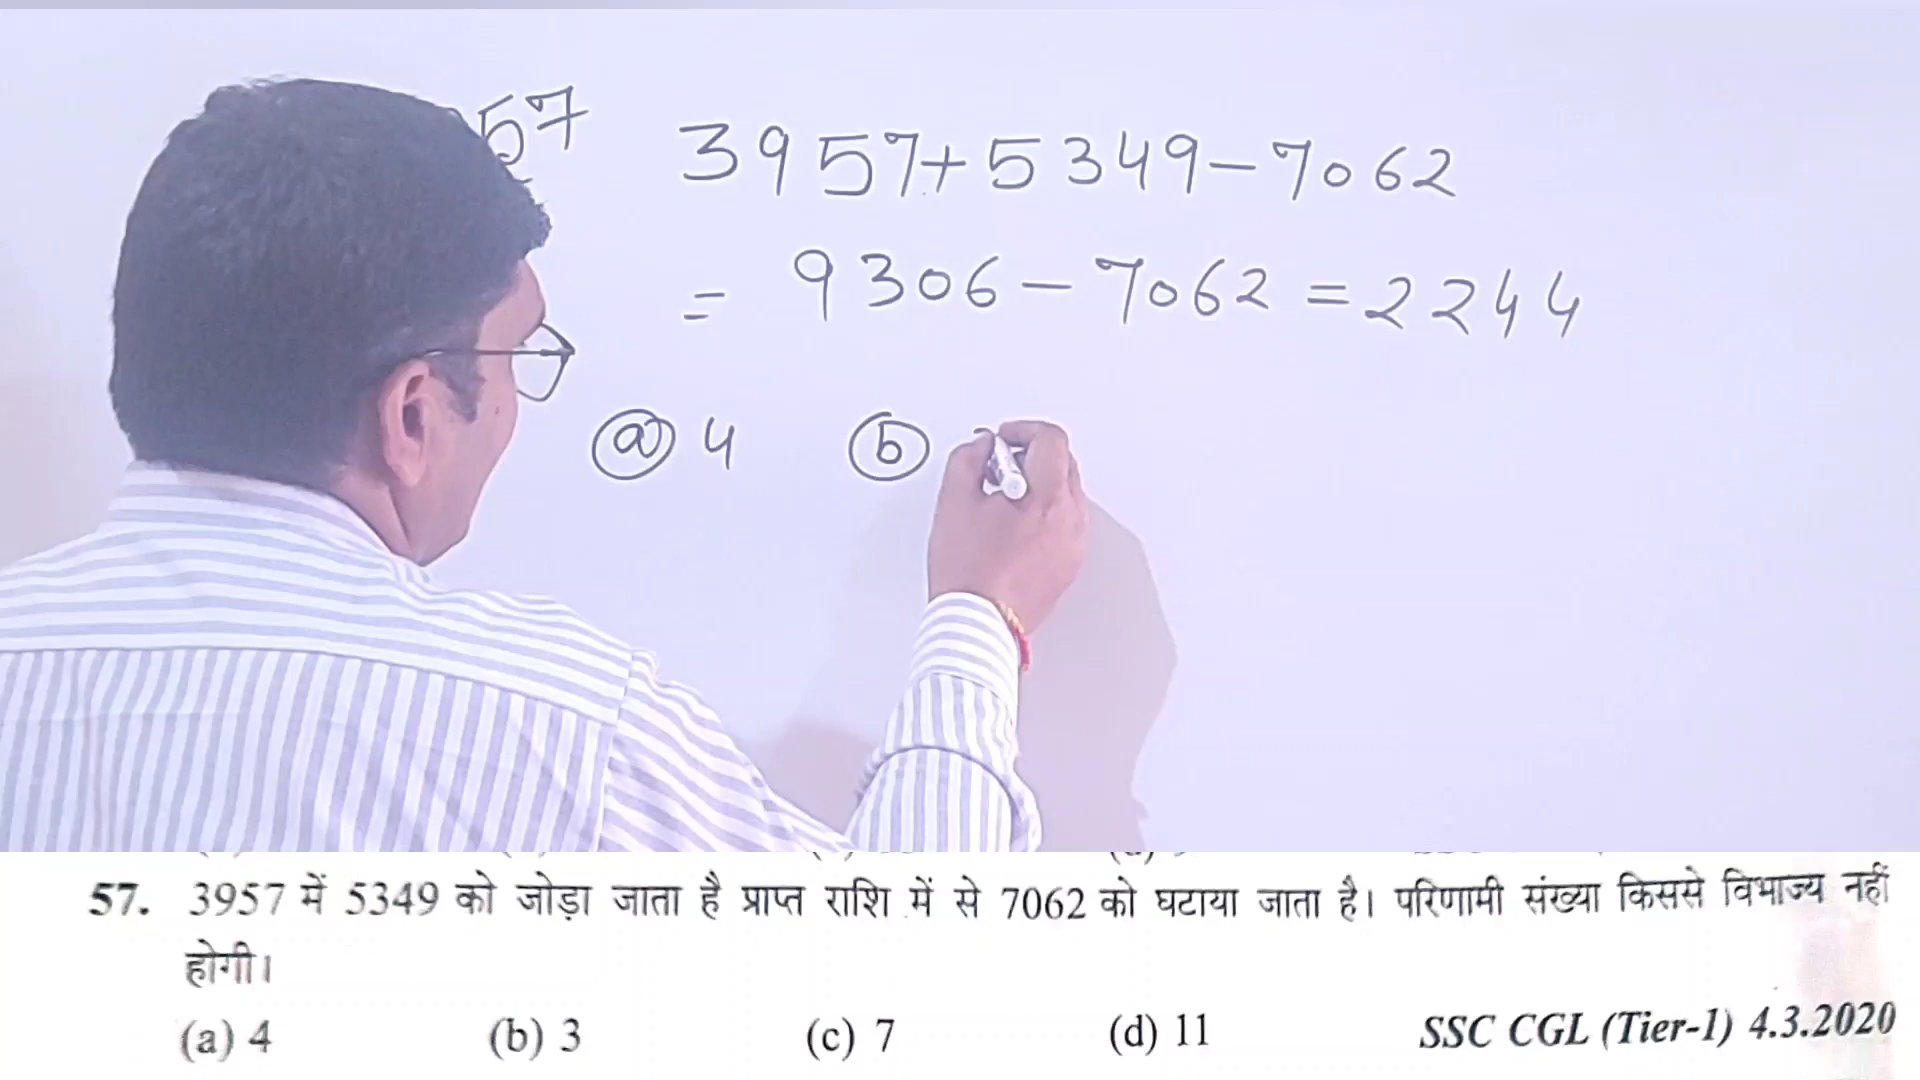 57 3957+5349-7062
= 9306-7062=2244
ⓐ 4 ⓑ
57. 3957 में 5349 को जोड़ा जाता है प्राप्त राशि में से 7062 को घटाया जाता है। परिणामी संख्या किससे विभाज्य नहीं
होगी।
(a) 4 (b) 3 (c) 7 (d) 11 SSC CGL (Tier-1) 4.3.2020